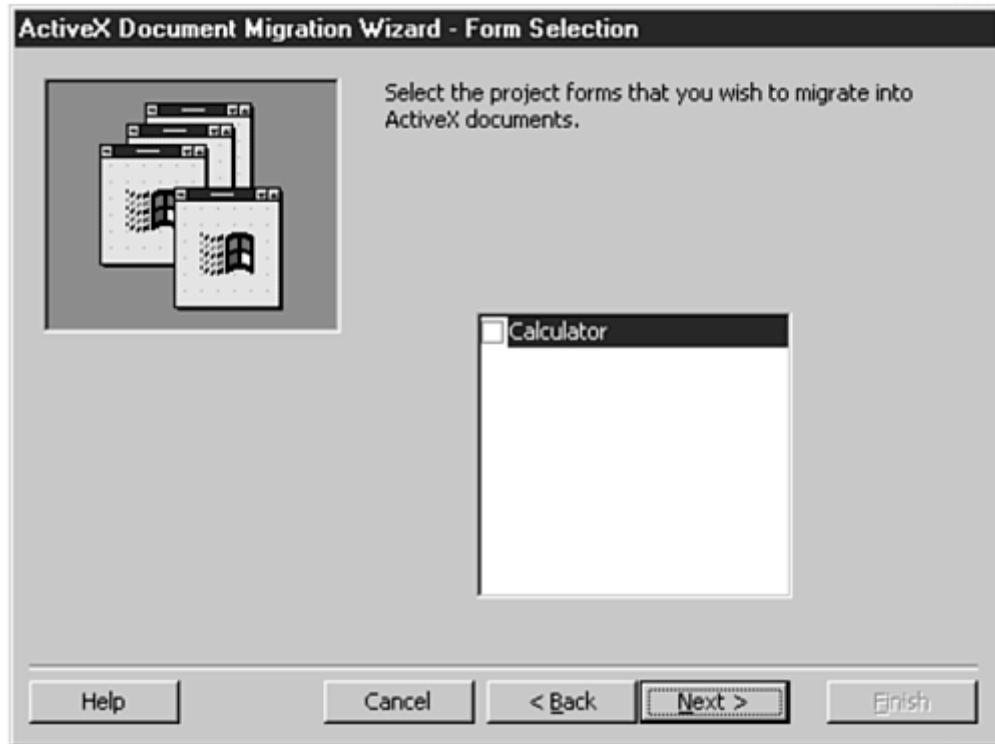 ActiveX Document Migration Wizard - Form Selection
Select the project forms that you wish to migrate into
ActiveX documents.
Calculator
Help
Cancel
< Back
Next >
Finish